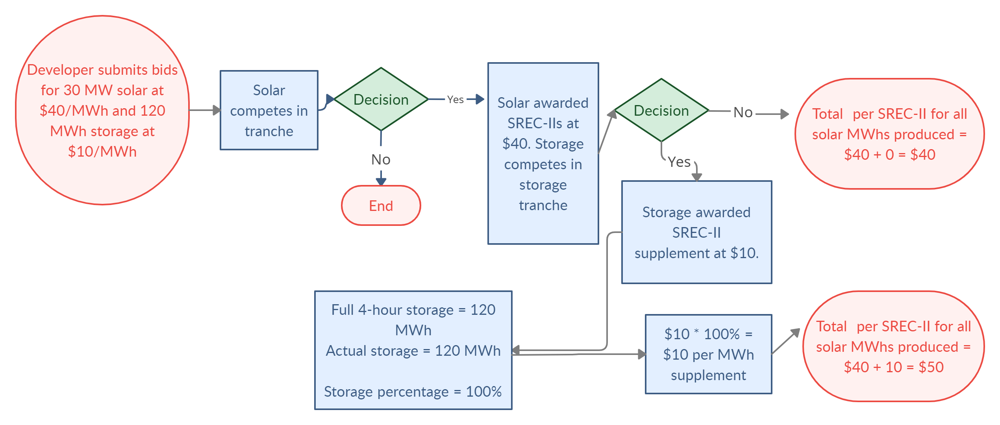 Developer submits bids
for 30 MW solar at
$40/MWh and 120
MWh storage at
$10/MWh
Solar
competes in
tranche
Decision
Yes
No
End
Solar awarded
SREC-IIs at
$40. Storage
competes in
storage
tranche
Decision
No
Total per SREC-II for all
solar MWhs produced =
$40 + 0 = $40
Yes
Storage awarded
SREC-II
supplement at $10.
Full 4-hour storage = 120
MWh
Actual storage = 120 MWh
Storage percentage = 100%
$10 * 100% =
$10 per MWh
supplement
Total per SREC-II for all
solar MWhs produced =
$40 + 10 = $50